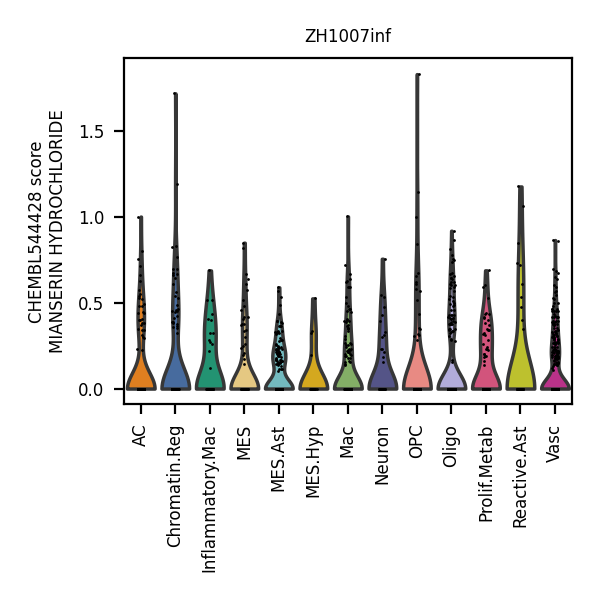 ZH1007inf
CHEMBL544428 score
MIANSERIN HYDROCHLORIDE
1.5
1.0
0.5
0.0
AC
Chromatin.Reg
Inflammatory.Mac
MES
MES.Ast
MES.Hyp
Mac
Neuron
OPC
Oligo
Prolif.Metab
Reactive.Ast
Vasc